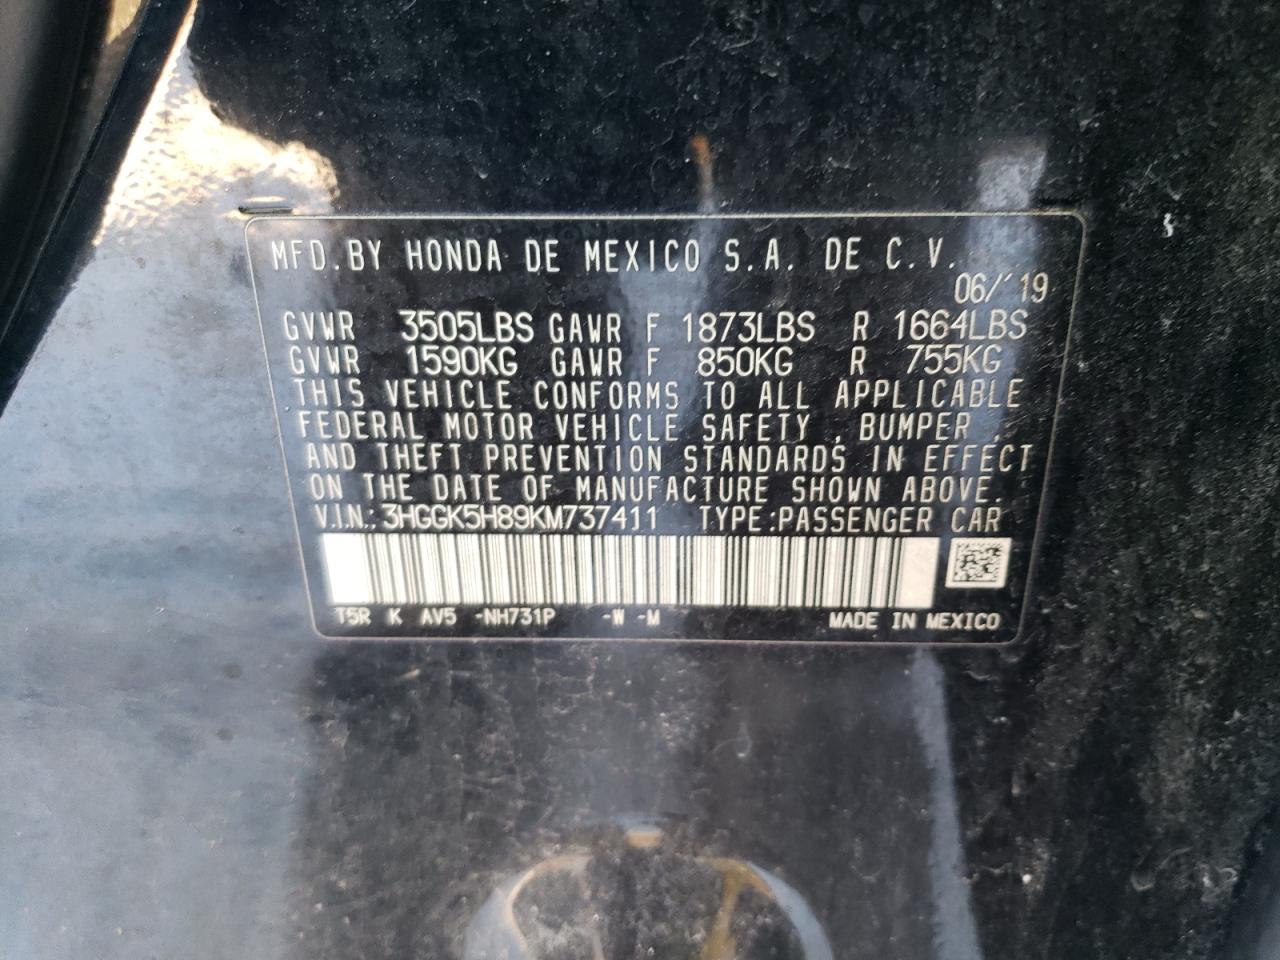 MFD. BY HONDA DE MEXICO S.A. DE C.V.
06/'19
GVWR 3505LBS GAWR F 1873LBS R 1664LBS
GVWR 1590KG GAWR F 850KG R 755KG
THIS VEHICLE CONFORMS TO ALL APPLICABLE
FEDERAL MOTOR VEHICLE SAFETY , BUMPER ,
AND THEFT PREVENTION STANDARDS IN EFFECT
ON THE DATE OF MANUFACTURE SHOWN ABOVE.
V.I.N.: 3HGGK5H89KM737411 TYPE:PASSENGER CAR
T5R K AV5 -NH731P -W -M MADE IN MEXICO